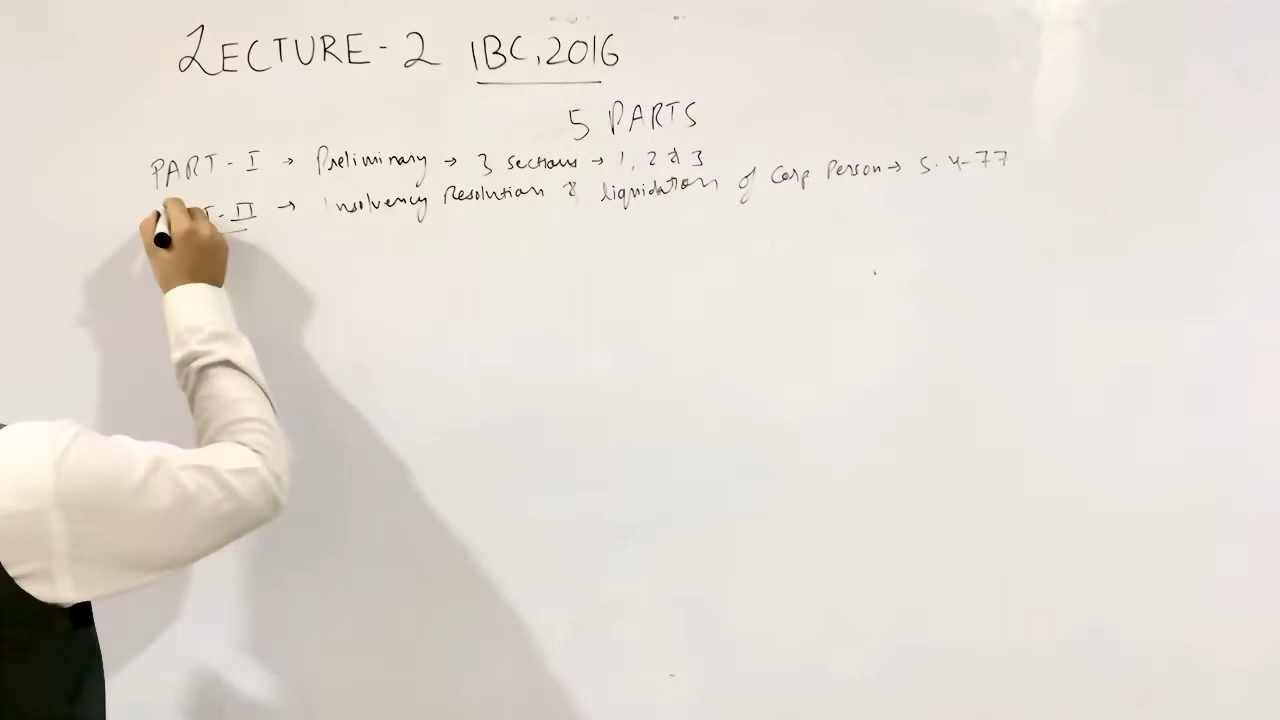 LECTURE - 2 IBC, 2016
5 PARTS
PART - I → Preliminary → 3 sections → 1, 2 & 3
T - II → Insolvency Resolution & liquidation of Corp Person → S. 4-77